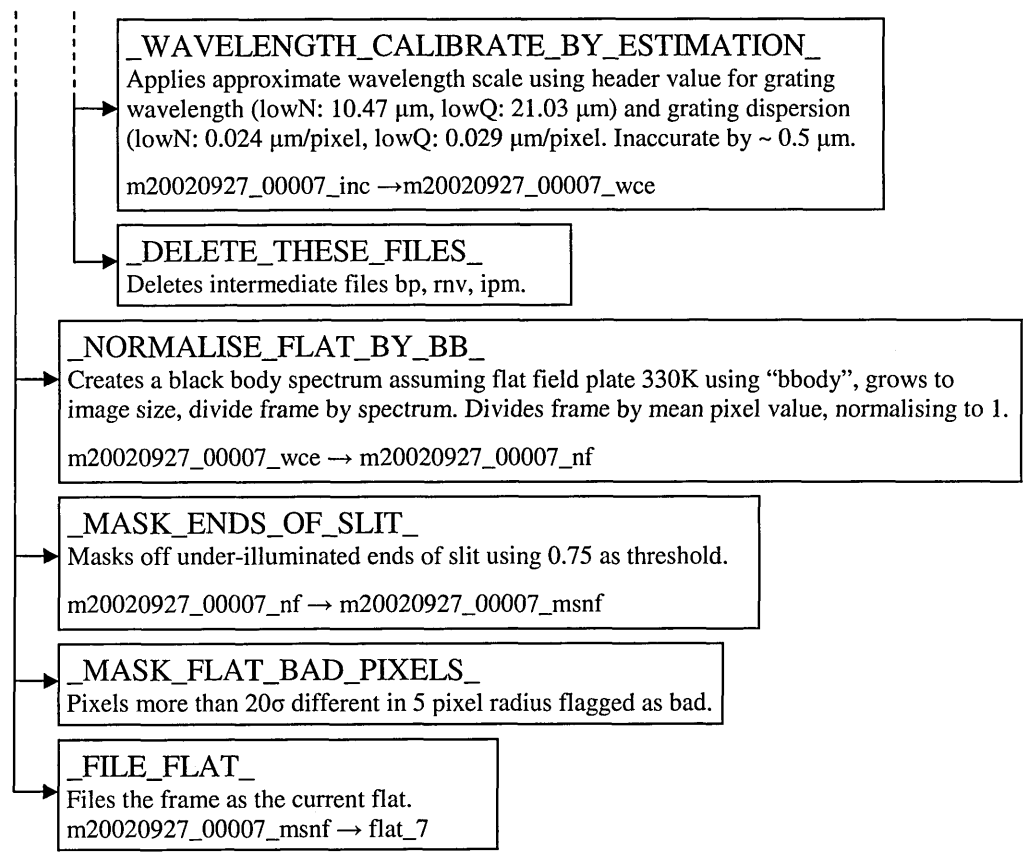 _WAVELENGTH_CALIBRATE_BY_ESTIMATION_
Applies approximate wavelength scale using header value for grating
wavelength (lowN: 10.47 µm, lowQ: 21.03 µm) and grating dispersion
(lowN: 0.024 µm/pixel, lowQ: 0.029 µm/pixel. Inaccurate by ~ 0.5 µm.
m20020927_00007_inc →m20020927_00007_wce
_DELETE_THESE_FILES_
Deletes intermediate files bp, rnv, ipm.
_NORMALISE_FLAT_BY_BB_
Creates a black body spectrum assuming flat field plate 330K using “bbody”, grows to
image size, divide frame by spectrum. Divides frame by mean pixel value, normalising to 1.
m20020927_00007_wce → m20020927_00007_nf
_MASK_ENDS_OF_SLIT_
Masks off under-illuminated ends of slit using 0.75 as threshold.
m20020927_00007_nf → m20020927_00007_msnf
_MASK_FLAT_BAD_PIXELS_
Pixels more than 20σ different in 5 pixel radius flagged as bad.
_FILE_FLAT_
Files the frame as the current flat.
m20020927_00007_msnf → flat_7